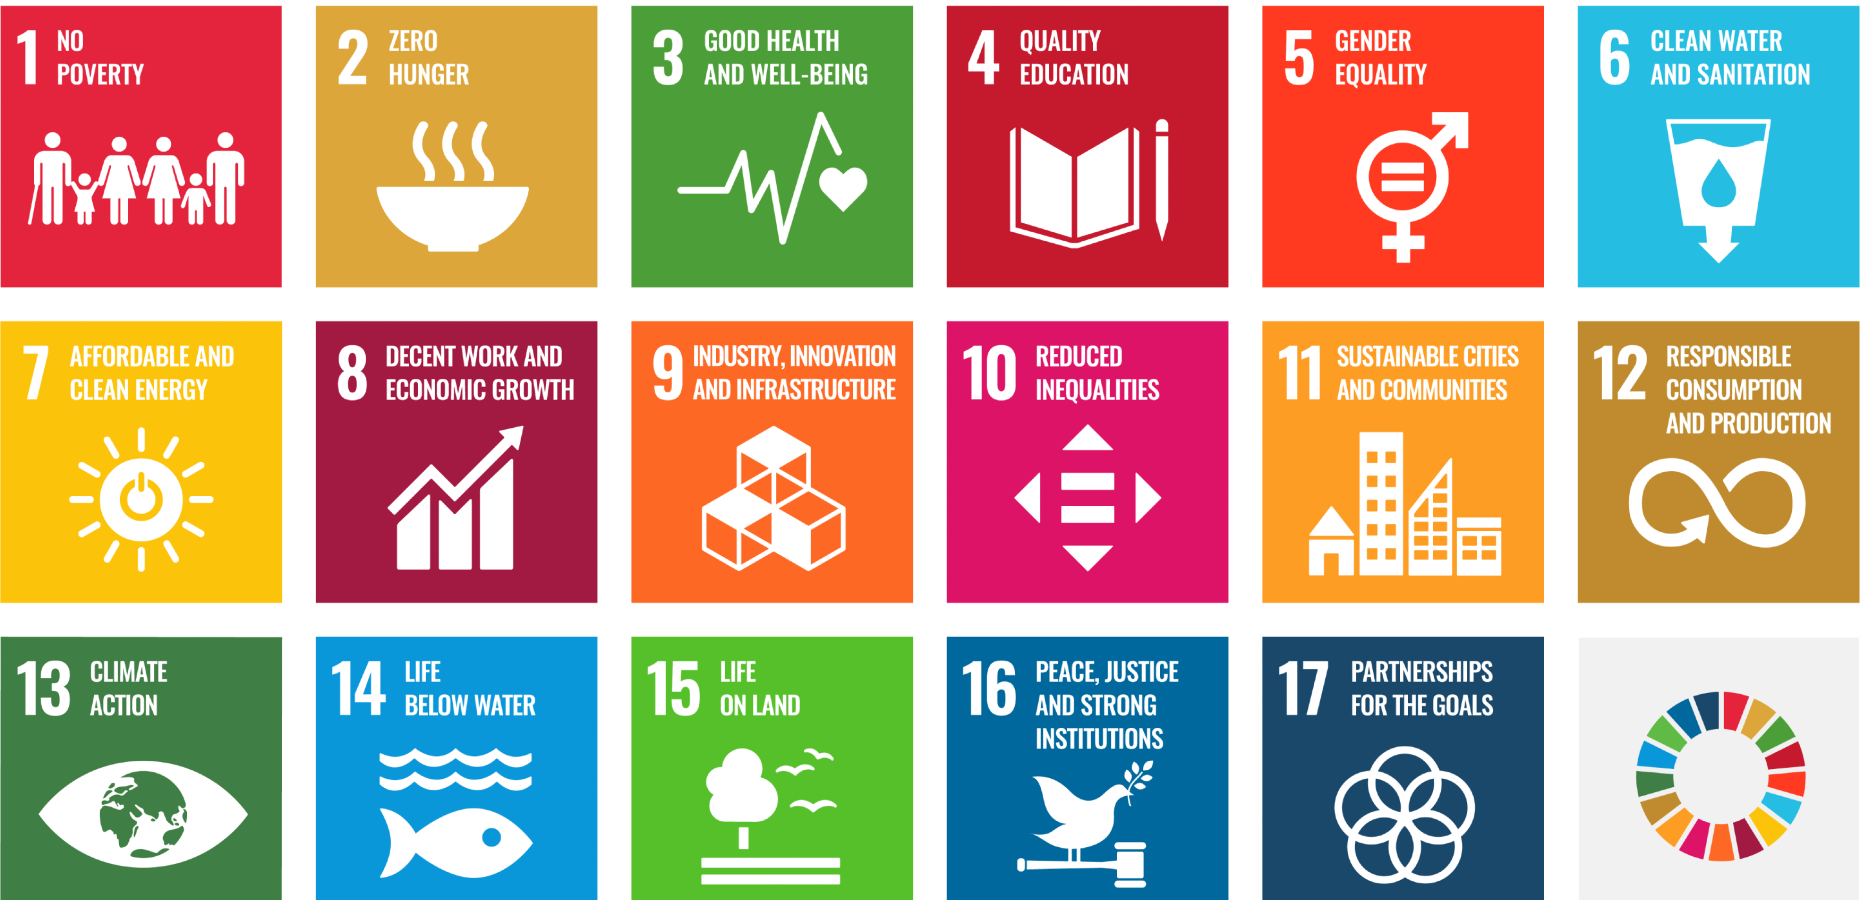 1 NO
POVERTY
2 ZERO
HUNGER
3 GOOD HEALTH
AND WELL-BEING
4 QUALITY
EDUCATION
5 GENDER
EQUALITY
6 CLEAN WATER
AND SANITATION
7 AFFORDABLE AND
CLEAN ENERGY
8 DECENT WORK AND
ECONOMIC GROWTH
9 INDUSTRY, INNOVATION
AND INFRASTRUCTURE
10 REDUCED
INEQUALITIES
11 SUSTAINABLE CITIES
AND COMMUNITIES
12 RESPONSIBLE
CONSUMPTION
AND PRODUCTION
13 CLIMATE
ACTION
14 LIFE
BELOW WATER
15 LIFE
ON LAND
16 PEACE, JUSTICE
AND STRONG
INSTITUTIONS
17 PARTNERSHIPS
FOR THE GOALS